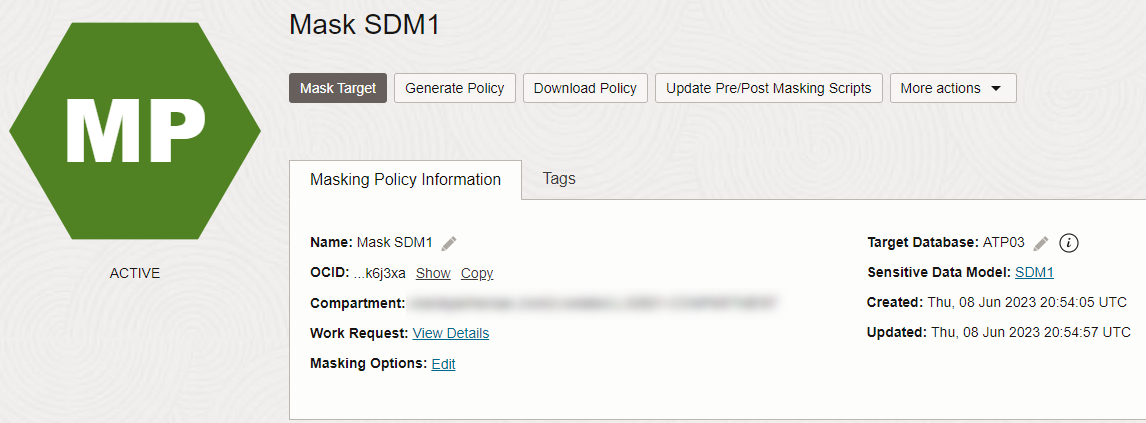 Mask SDM1
MP
Mask Target Generate Policy Download Policy Update Pre/Post Masking Scripts More actions
Masking Policy Information Tags
ACTIVE
Name: Mask SDM1
OCID: ...k6j3xa Show Copy
Compartment:
Work Request: View Details
Masking Options: Edit
Target Database: ATP03
Sensitive Data Model: SDM1
Created: Thu, 08 Jun 2023 20:54:05 UTC
Updated: Thu, 08 Jun 2023 20:54:57 UTC